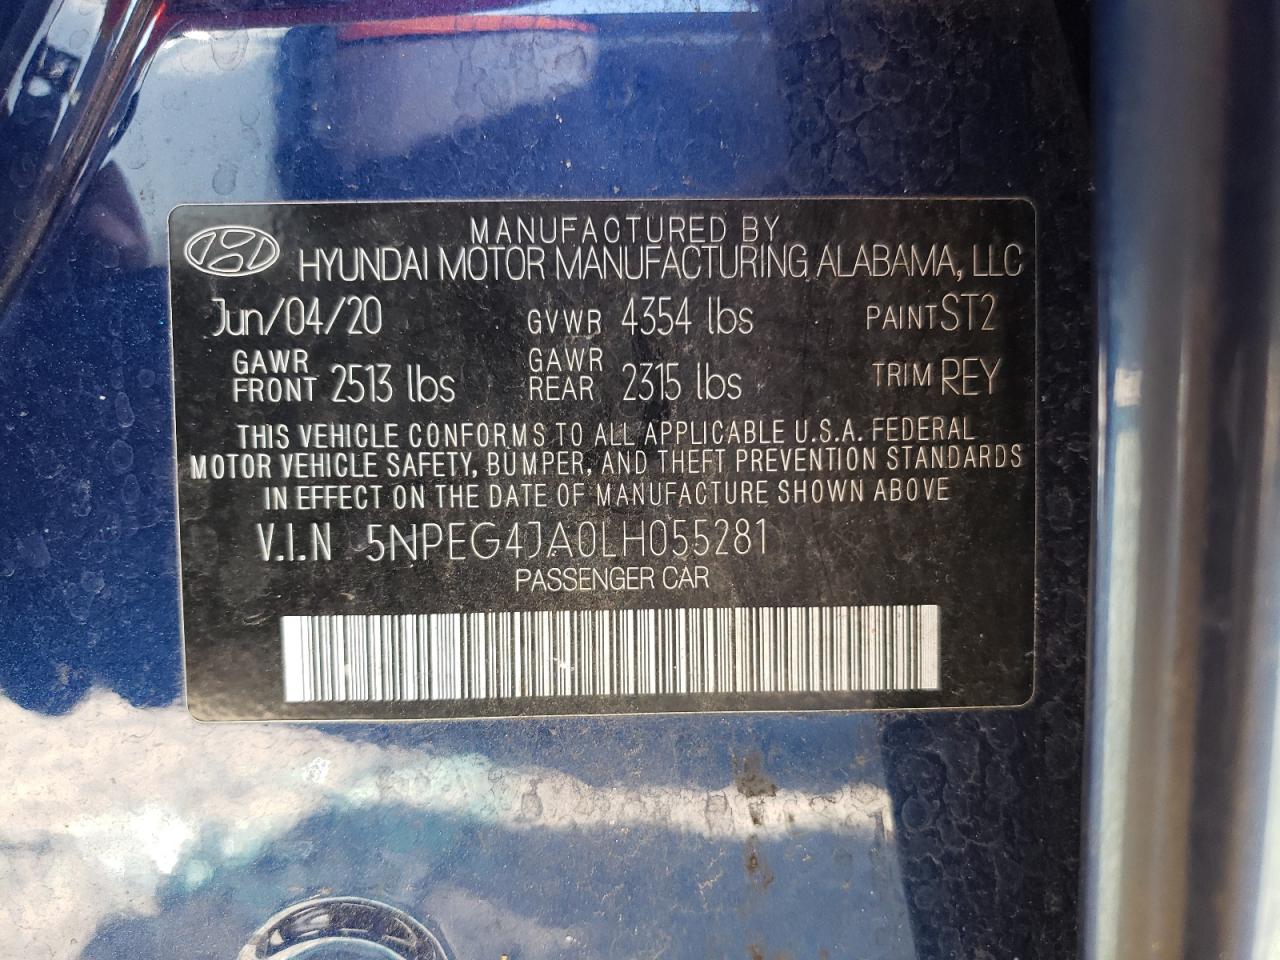 MANUFACTURED BY
HYUNDAI MOTOR MANUFACTURING ALABAMA, LLC
Jun/04/20 GVWR 4354 lbs PAINT ST2
GAWR FRONT 2513 lbs GAWR REAR 2315 lbs TRIM REY
THIS VEHICLE CONFORMS TO ALL APPLICABLE U.S.A. FEDERAL
MOTOR VEHICLE SAFETY, BUMPER, AND THEFT PREVENTION STANDARDS
IN EFFECT ON THE DATE OF MANUFACTURE SHOWN ABOVE
V.I.N 5NPEG4JA0LH055281
PASSENGER CAR